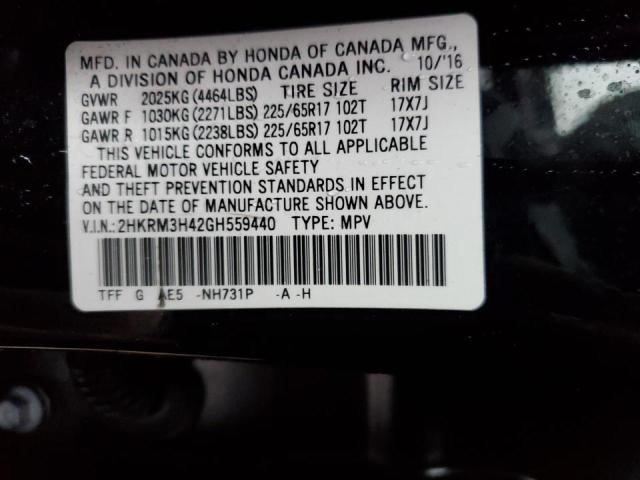 MFD. IN CANADA BY HONDA OF CANADA MFG.,
A DIVISION OF HONDA CANADA INC. 10/'16
GVWR 2025KG(4464LBS) TIRE SIZE RIM SIZE
GAWR F 1030KG(2271LBS) 225/65R17 102T 17X7J
GAWR R 1015KG(2238LBS) 225/65R17 102T 17X7J
THIS VEHICLE CONFORMS TO ALL APPLICABLE
FEDERAL MOTOR VEHICLE SAFETY
AND THEFT PREVENTION STANDARDS IN EFFECT
ON THE DATE OF MANUFACTURE SHOWN ABOVE.
V.I.N.: 2HKRM3H42GH559440 TYPE: MPV
TFF G AE5 -NH731P -A -H